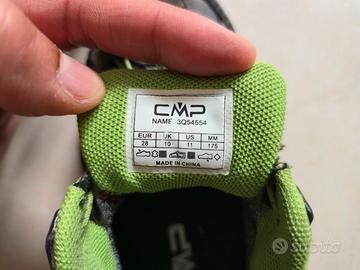 CMP
NAME 3Q54554
EUR UK US MM
28 10 11 175
MADE IN CHINA
CMP
subito